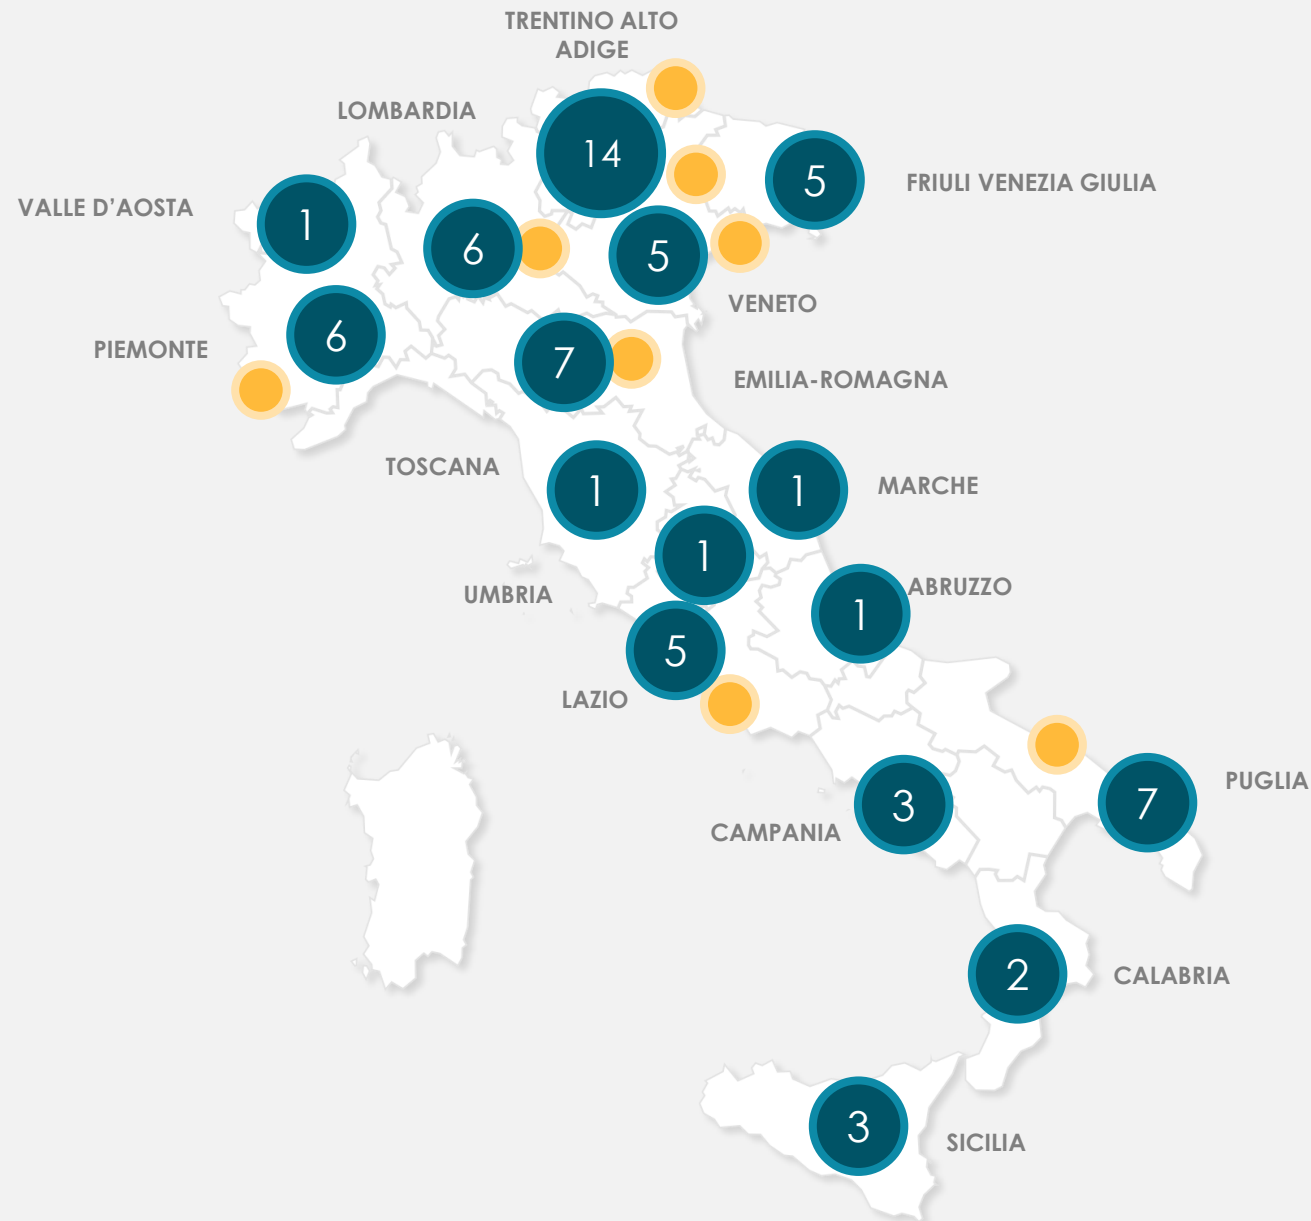 TRENTINO ALTO
ADIGE
LOMBARDIA
14
5
FRIULI VENEZIA GIULIA
VALLE D'AOSTA
1
6
5
VENETO
PIEMONTE
6
7
EMILIA-ROMAGNA
TOSCANA
1
1
MARCHE
1
UMBRIA
ABRUZZO
1
5
LAZIO
PUGLIA
7
3
CAMPANIA
2
CALABRIA
3
SICILIA